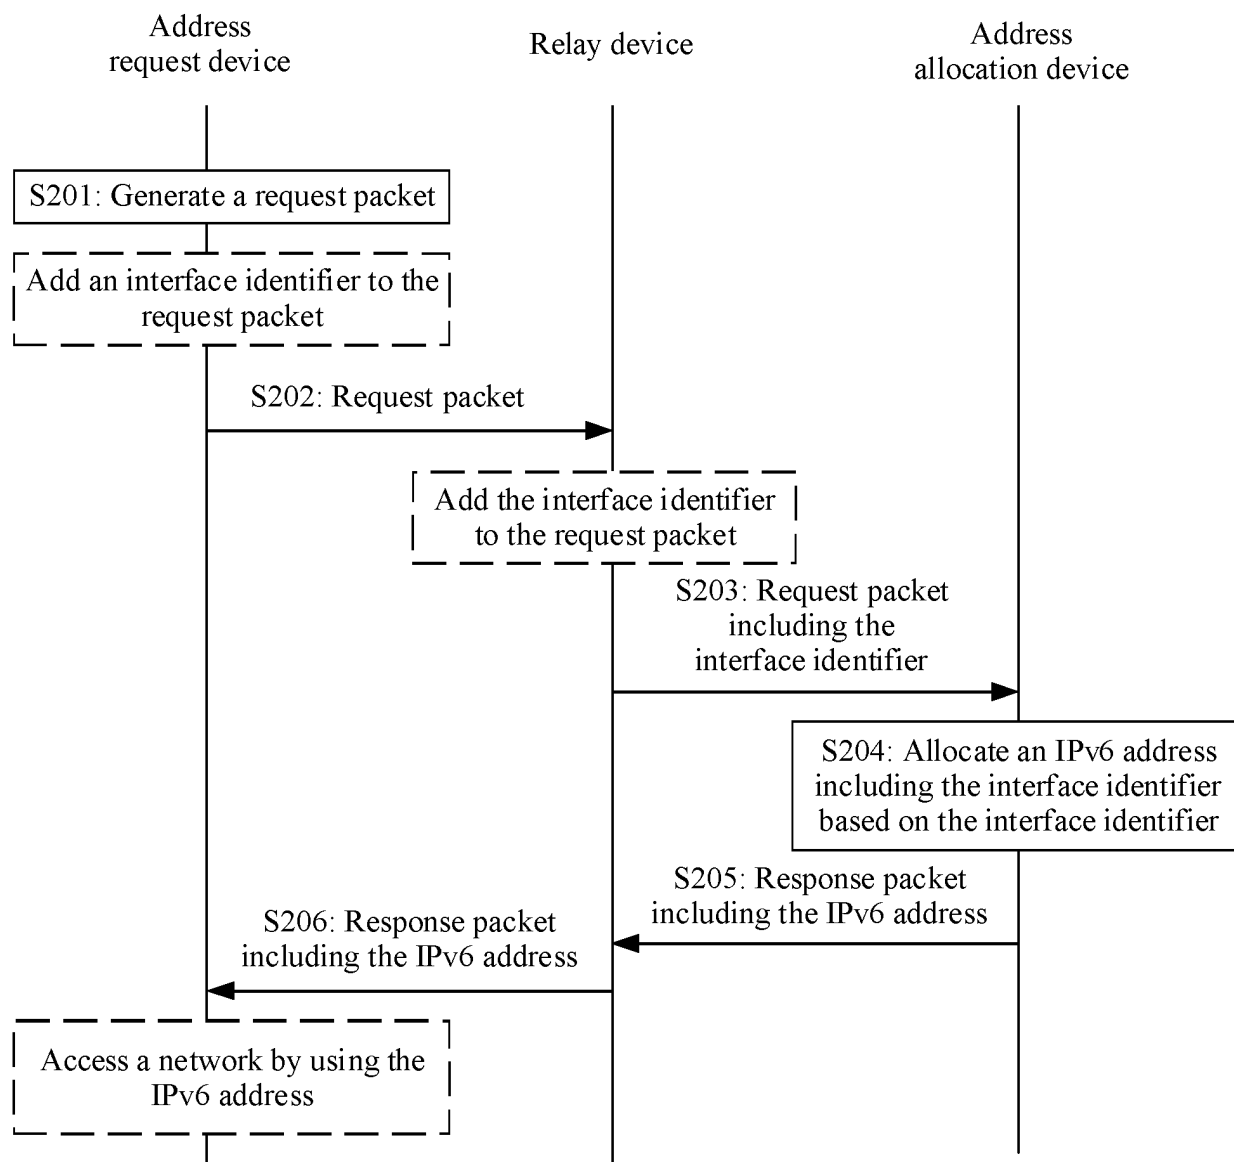 Address
request device
Relay device
Address
allocation device
S201: Generate a request packet
Add an interface identifier to the
request packet
S202: Request packet
Add the interface identifier
to the request packet
S203: Request packet
including the
interface identifier
S204: Allocate an IPv6 address
including the interface identifier
based on the interface identifier
S205: Response packet
including the IPv6 address
S206: Response packet
including the IPv6 address
Access a network by using the
IPv6 address